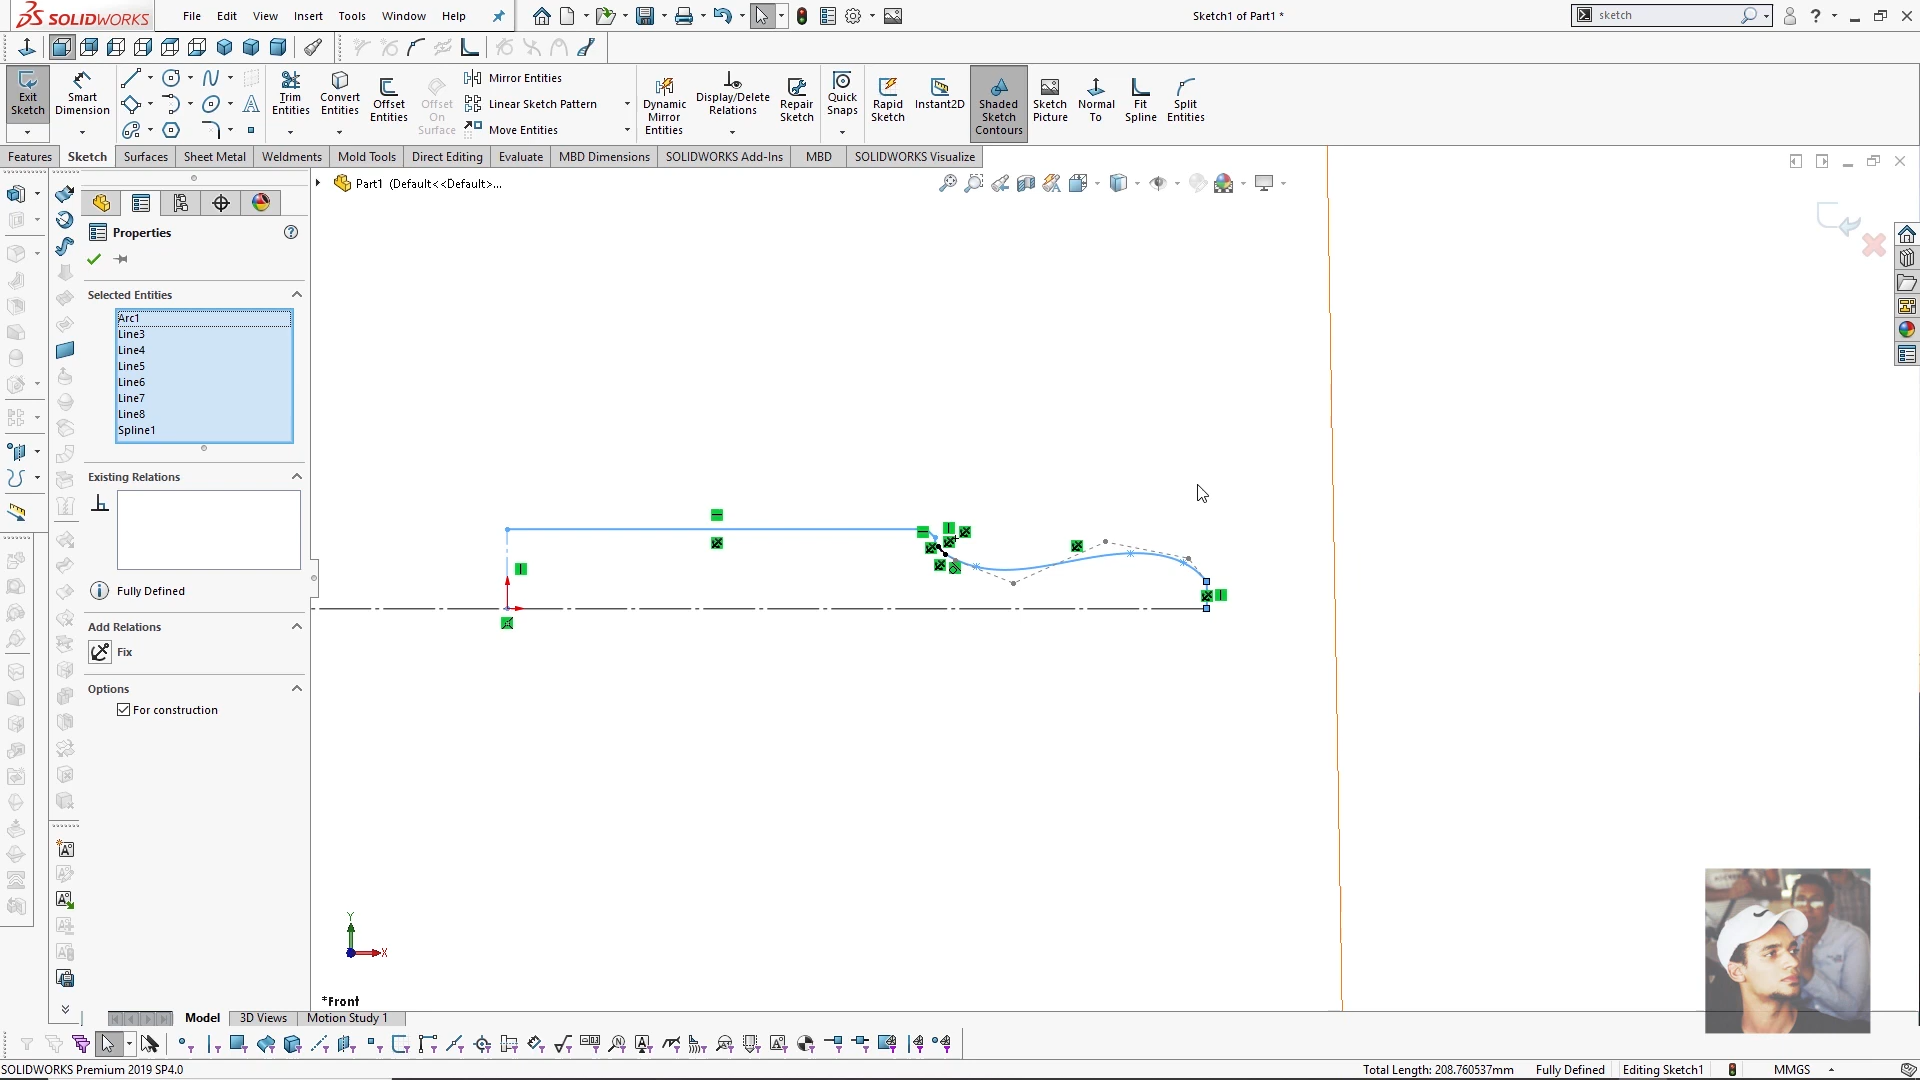 SOLIDWORKS
File Edit View Insert Tools Window Help
Sketch1 of Part1 *
sketch
Exit Sketch
Smart Dimension
Trim Entities
Convert Entities
Offset Entities
Offset On Surface
Mirror Entities
Linear Sketch Pattern
Move Entities
Dynamic Mirror Entities
Display/Delete Relations
Repair Sketch
Quick Snaps
Rapid Sketch
Instant2D
Shaded Sketch Contours
Sketch Picture
Normal To
Fit Spline
Split Entities
Features Sketch Surfaces Sheet Metal Weldments Mold Tools Direct Editing Evaluate MBD Dimensions SOLIDWORKS Add-Ins MBD SOLIDWORKS Visualize
Part1 (Default<<Default>...
Properties
Selected Entities
Arc1
Line3
Line4
Line5
Line6
Line7
Line8
Spline1
Existing Relations
Fully Defined
Add Relations
Fix
Options
For construction
Y
X
*Front
Model 3D Views Motion Study 1
SOLIDWORKS Premium 2019 SP4.0
Total Length: 208.760537mm Fully Defined Editing Sketch1 MMGS